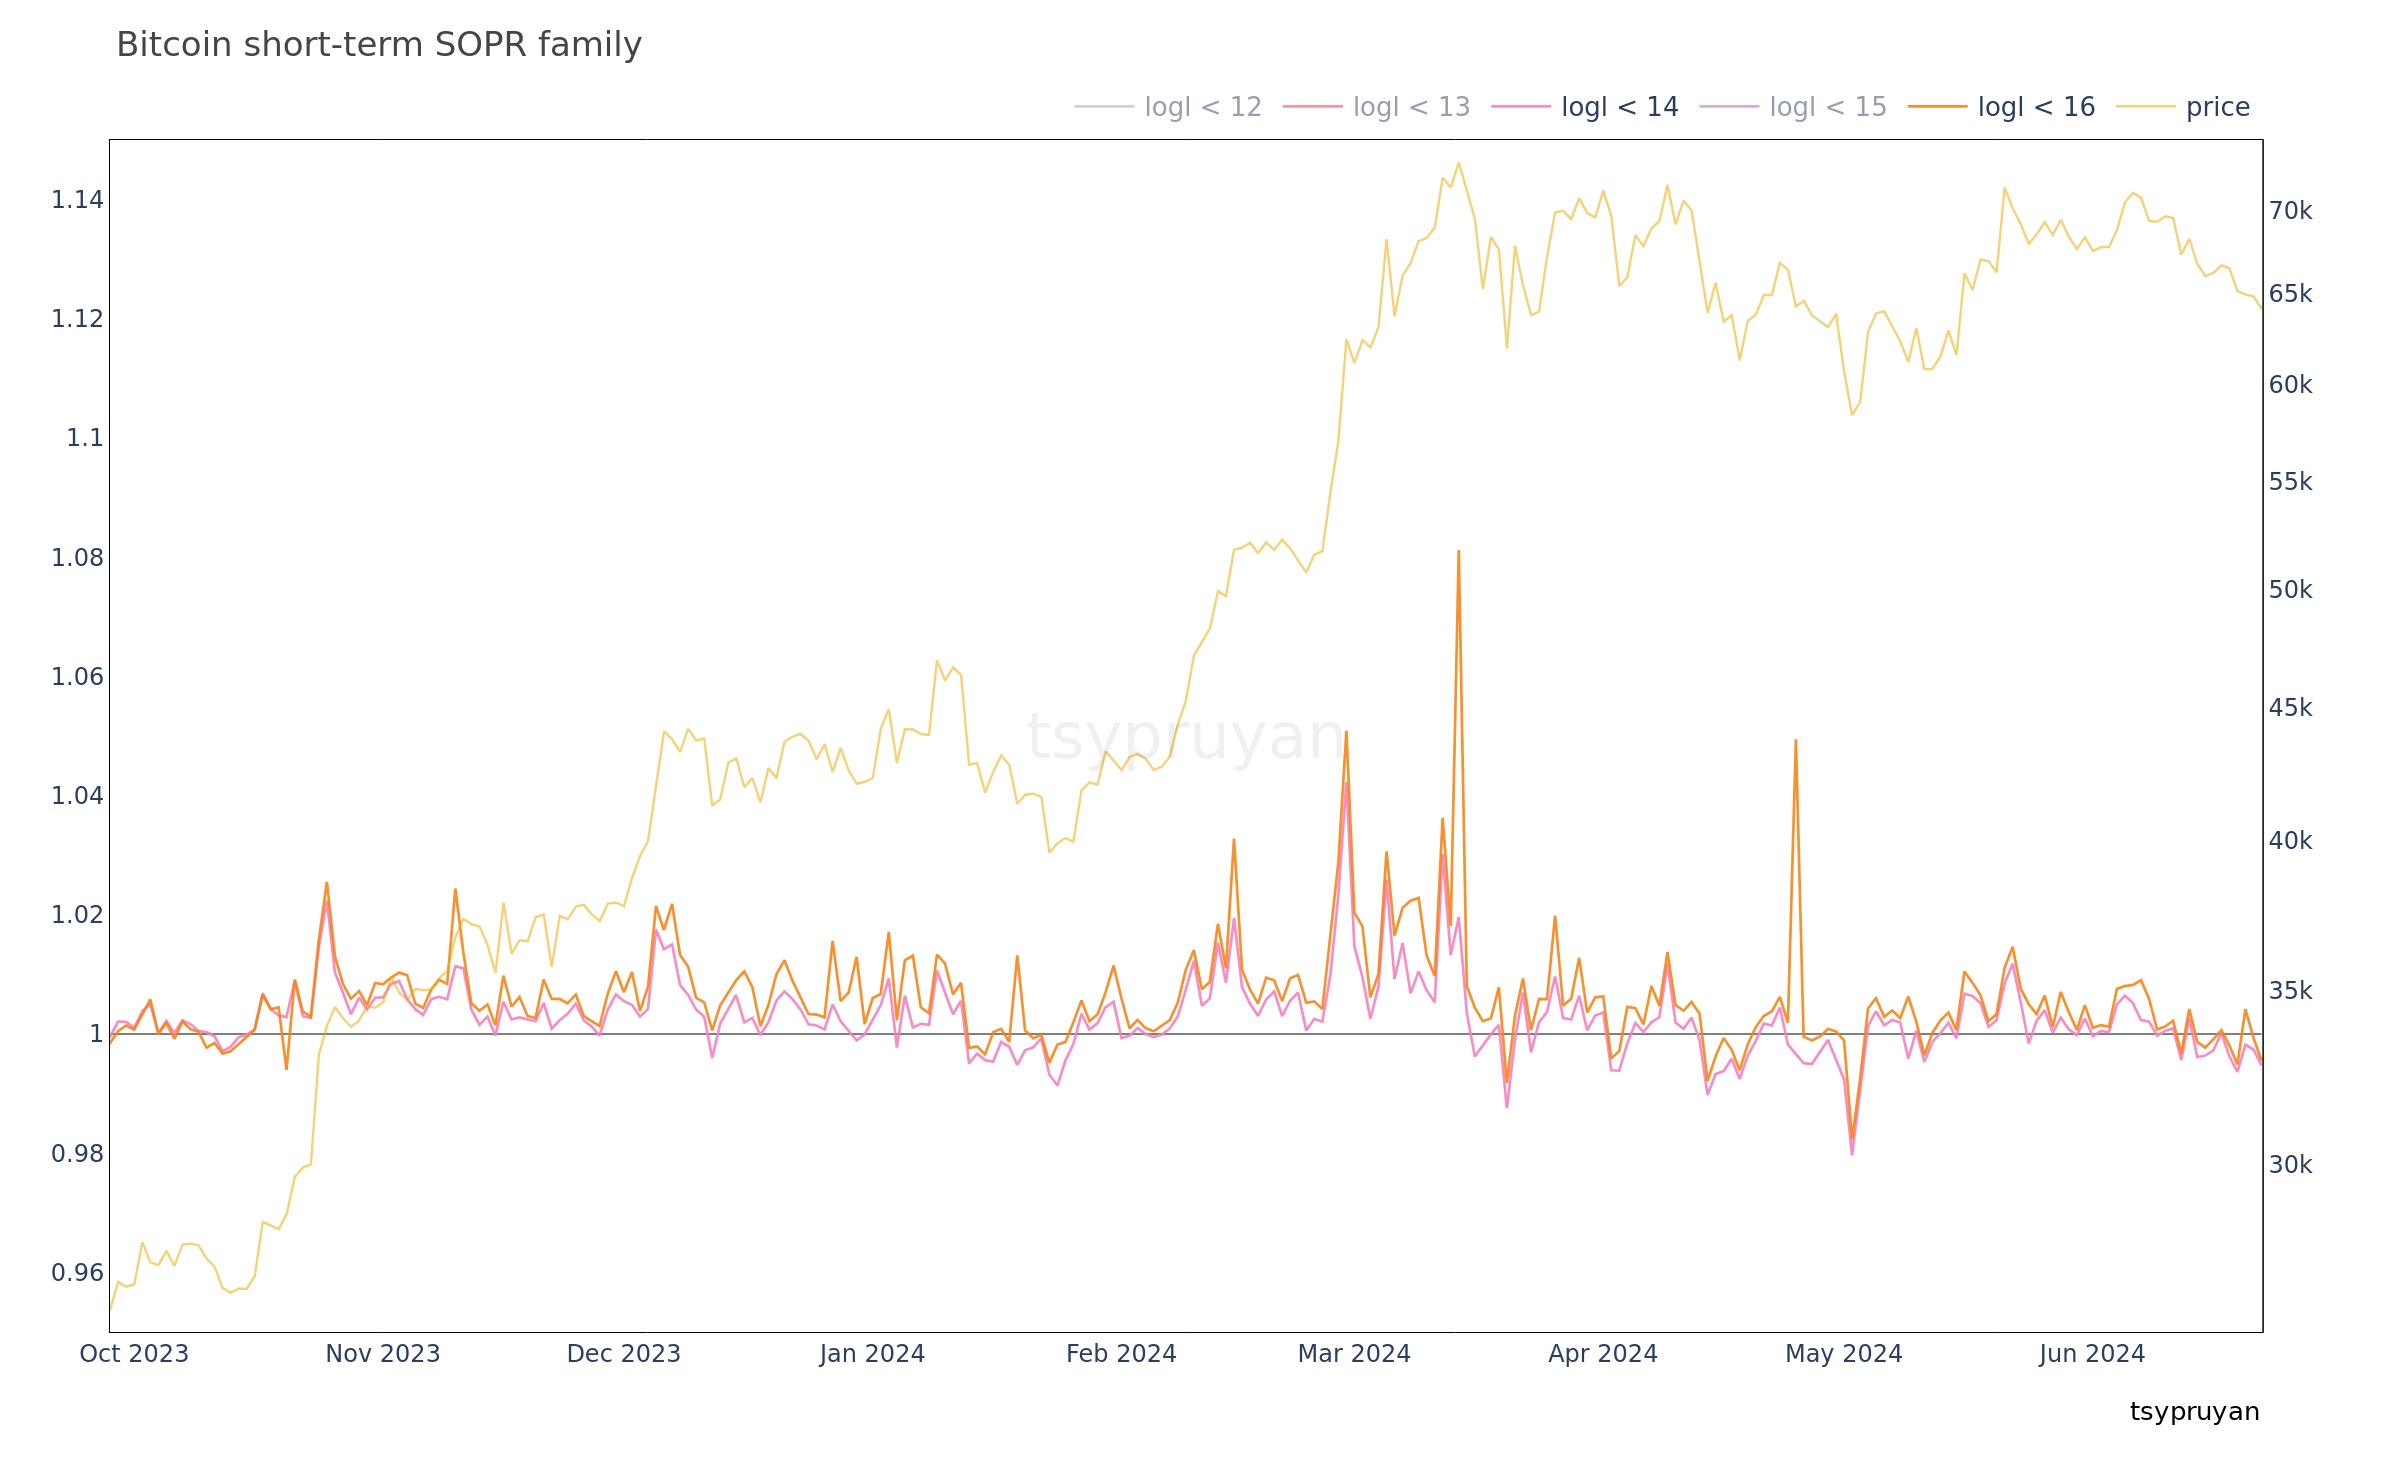 Bitcoin short-term SOPR family
logl < 12 logl < 13 logl < 14 logl < 15 logl < 16 price
1.14
1.12
1.1
1.08
1.06
1.04
1.02
1
0.98
0.96
70k
65k
60k
55k
50k
45k
40k
35k
30k
tsypruyan
Oct 2023 Nov 2023 Dec 2023 Jan 2024 Feb 2024 Mar 2024 Apr 2024 May 2024 Jun 2024
tsypruyan